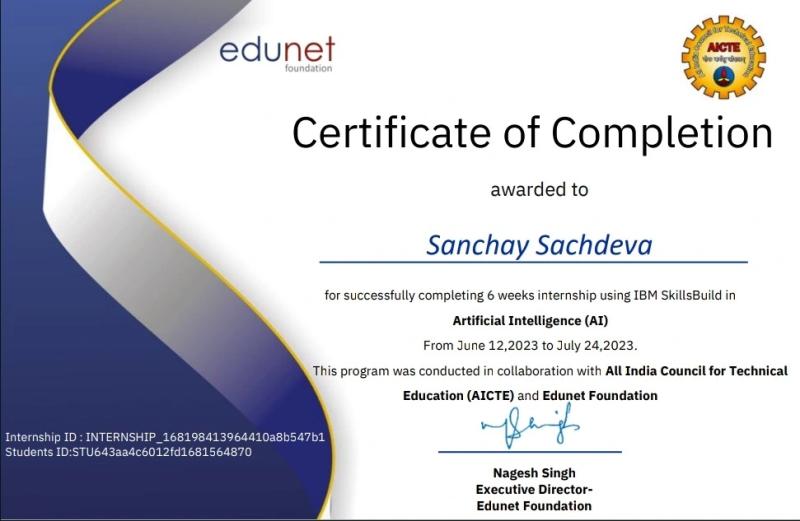 edunet
foundation
AICTE
Certificate of Completion
awarded to
Sanchay Sachdeva
for successfully completing 6 weeks internship using IBM SkillsBuild in
Artificial Intelligence (AI)
From June 12,2023 to July 24,2023.
This program was conducted in collaboration with All India Council for Technical
Education (AICTE) and Edunet Foundation
Internship ID : INTERNSHIP_168198413964410a8b547b1
Students ID:STU643aa4c6012fd1681564870
Nagesh Singh
Executive Director-
Edunet Foundation